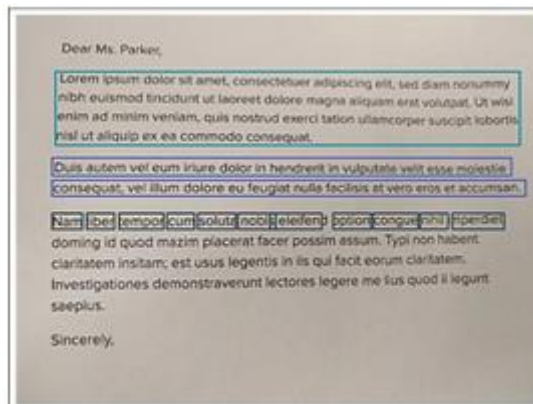 Dear Ms. Parker,
Lorem ipsum dolor sit amet, consectetuer adipiscing elit, sed diam nonummy
nibh euismod tincidunt ut laoreet dolore magna aliquam erat volutpat. Ut wisi
enim ad minim veniam, quis nostrud exerci tation ullamcorper suscipit lobortis
nisl ut aliquip ex ea commodo consequat.
Duis autem vel eum iriure dolor in hendrerit in vulputate velit esse molestie
consequat, vel illum dolore eu feugiat nulla facilisis at vero eros et accumsan.
Nam liber tempor cum soluta nobis eleifend option congue nihil imperdiet
doming id quod mazim placerat facer possim assum. Typi non habent
claritatem insitam; est usus legentis in iis qui facit eorum claritatem.
Investigationes demonstraverunt lectores legere me lius quod ii legunt
saepius.
Sincerely,